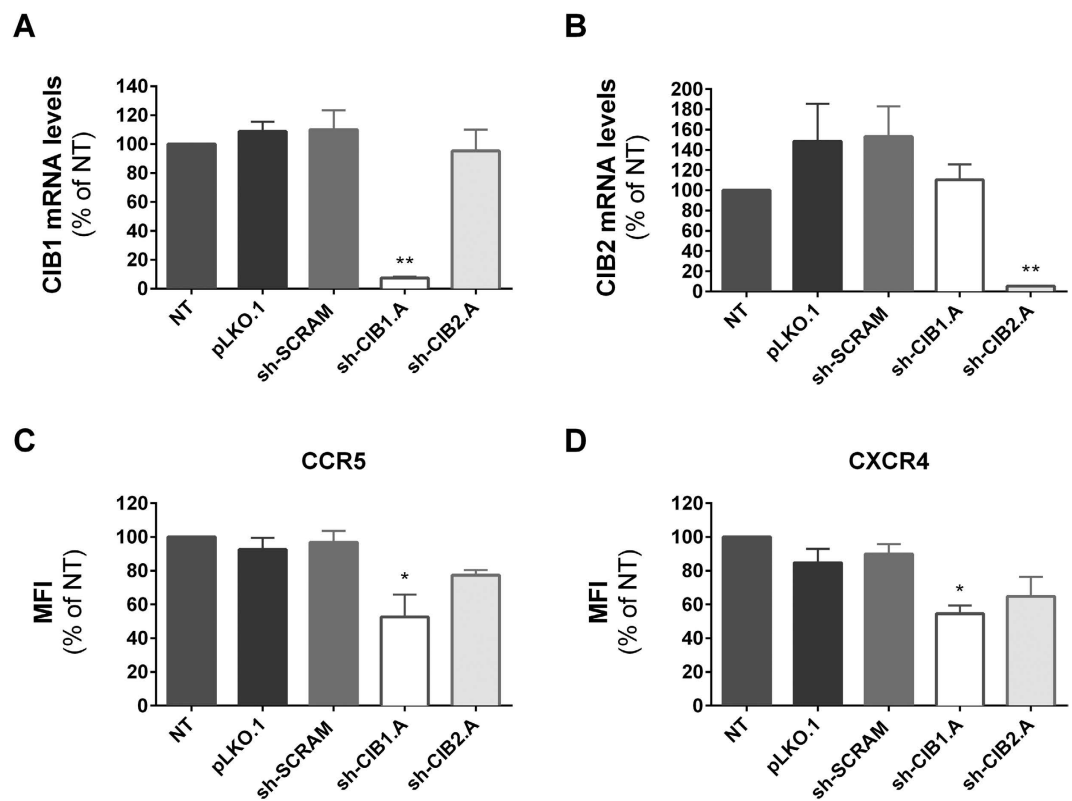 A
CIB1 mRNA levels
(% of NT)
140
120
100
80
60
40
20
0
**
NT
pLKO.1
sh-SCRAM
sh-CIB1.A
sh-CIB2.A
B
CIB2 mRNA levels
(% of NT)
200
180
160
140
120
100
80
60
40
20
0
**
NT
pLKO.1
sh-SCRAM
sh-CIB1.A
sh-CIB2.A
C
CCR5
MFI
(% of NT)
120
100
80
60
40
20
0
*
NT
pLKO.1
sh-SCRAM
sh-CIB1.A
sh-CIB2.A
D
CXCR4
MFI
(% of NT)
120
100
80
60
40
20
0
*
NT
pLKO.1
sh-SCRAM
sh-CIB1.A
sh-CIB2.A